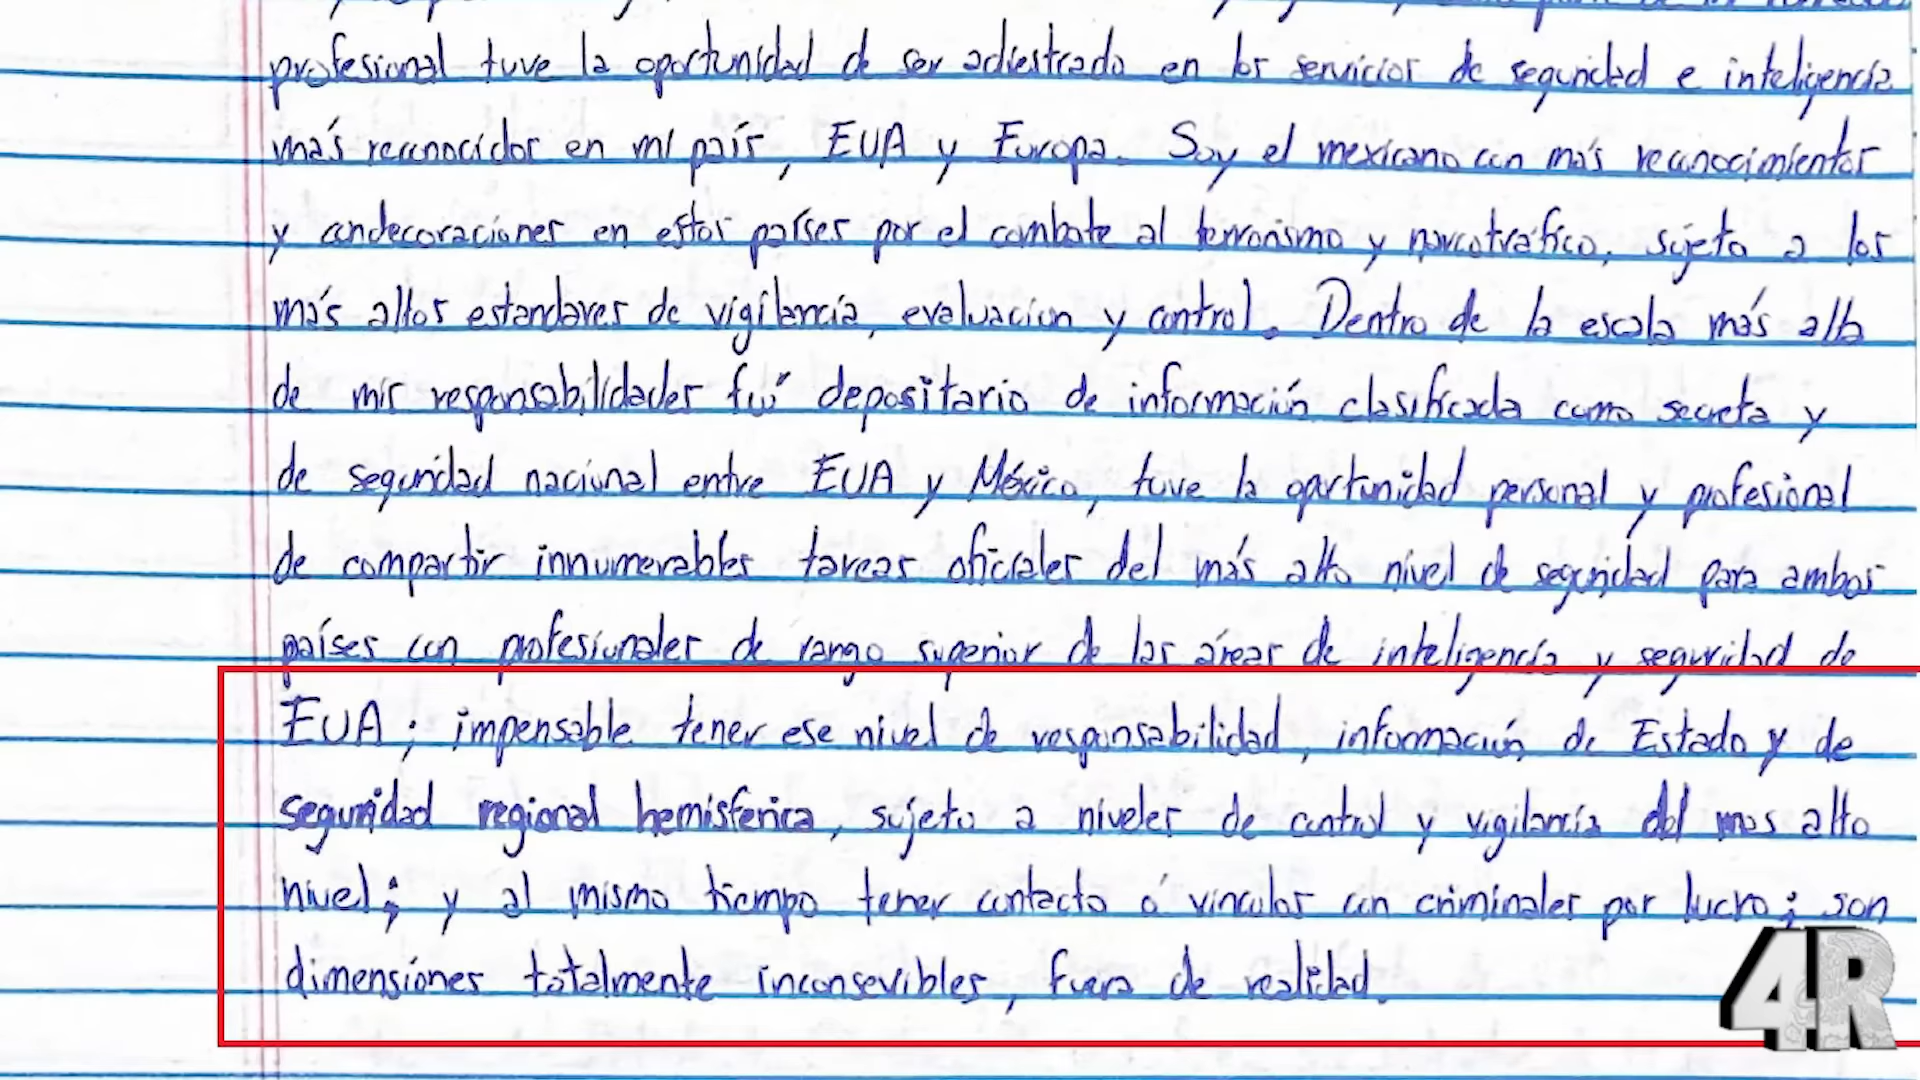 profesional tuve la oportunidad de ser adiestrado en los servicios de seguridad e inteligencia
más reconocidos en mi país, EUA y Europa. Soy el mexicano con más reconocimientos
y condecoraciones en estos países por el combate al terrorismo y narcotráfico, sujeto a los
más altos estandares de vigilancia, evaluacion y control. Dentro de la escala más alta
de mis responsabilidades fuí depositario de información clasificada como secreta y
de seguridad nacional entre EUA y México, tuve la oportunidad personal y profesional
de compartir innumerables tareas oficiales del más alto nivel de seguridad para ambos
países con profesionales de rango superior de las áreas de inteligencia y seguridad de
EUA; impensable tener ese nivel de responsabilidad, información de Estado y de
seguridad regional hemisferica, sujeto a niveles de control y vigilancia del mas alto
nivel; y al mismo tiempo tener contacto ó vinculos con criminales por lucro; son
dimensiones totalmente inconsevibles, fuera de realidad.
4R